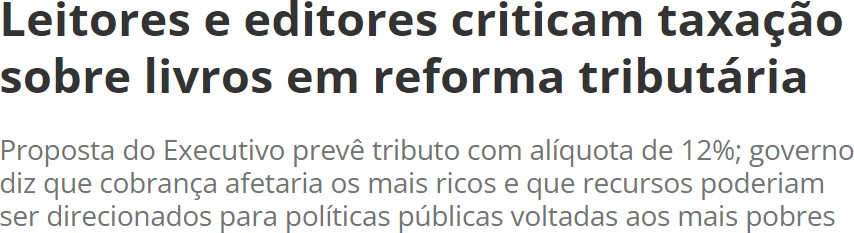 Leitores e editores criticam taxação
sobre livros em reforma tributária
Proposta do Executivo prevê tributo com alíquota de 12%; governo
diz que cobrança afetaria os mais ricos e que recursos poderiam
ser direcionados para políticas públicas voltadas aos mais pobres